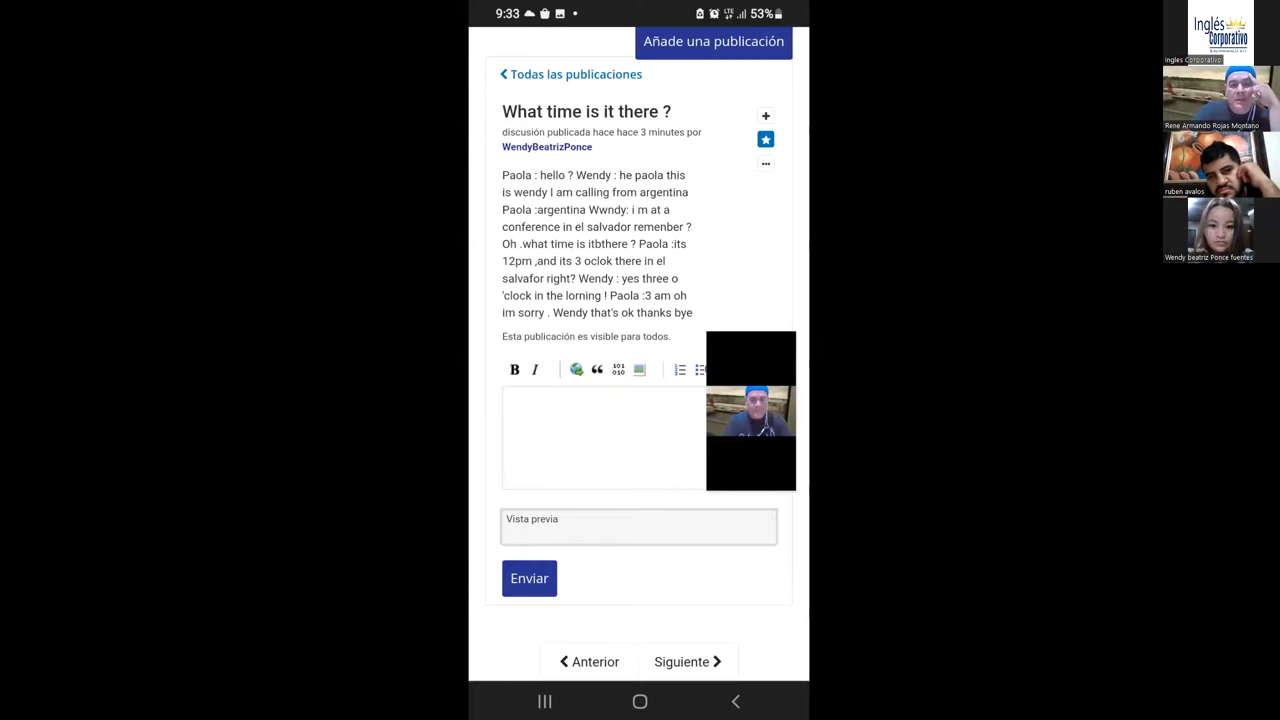 9:33
LTE
53%
Añade una publicación
Todas las publicaciones
What time is it there ?
discusión publicada hace hace 3 minutes por
WendyBeatrizPonce
Paola : hello ? Wendy : he paola this
is wendy I am calling from argentina
Paola :argentina Wwndy: i m at a
conference in el salvador remenber ?
Oh .what time is itbthere ? Paola :its
12pm ,and its 3 oclok there in el
salvafor right? Wendy : yes three o
'clock in the lorning ! Paola :3 am oh
im sorry . Wendy that's ok thanks bye
Esta publicación es visible para todos.
B I
101
010
Vista previa
Enviar
Anterior
Siguiente
Inglés
Corporativo
Ingles Corporativo
Rene Armando Rojas Montano
ruben avalos
Wendy beatriz Ponce fuentes